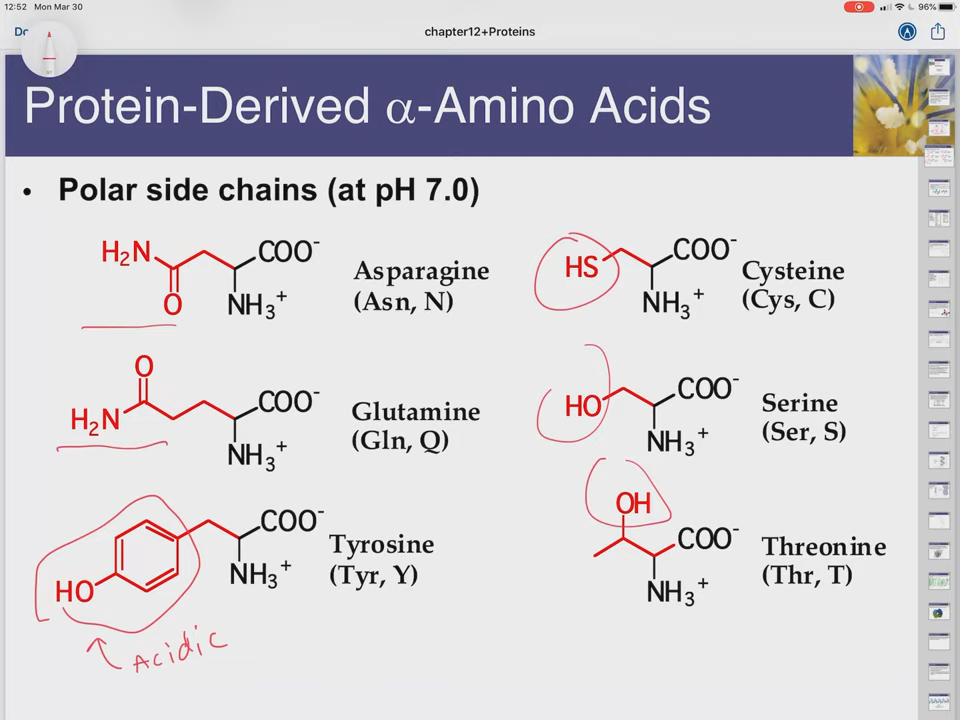 12:52 Mon Mar 30
96%
chapter12+Proteins
Protein-Derived α-Amino Acids
• Polar side chains (at pH 7.0)
H₂N
O
COO⁻
NH₃⁺
Asparagine
(Asn, N)
HS
COO⁻
NH₃⁺
Cysteine
(Cys, C)
O
H₂N
COO⁻
NH₃⁺
Glutamine
(Gln, Q)
HO
COO⁻
NH₃⁺
Serine
(Ser, S)
HO
COO⁻
NH₃⁺
Tyrosine
(Tyr, Y)
OH
COO⁻
NH₃⁺
Threonine
(Thr, T)
Acidic